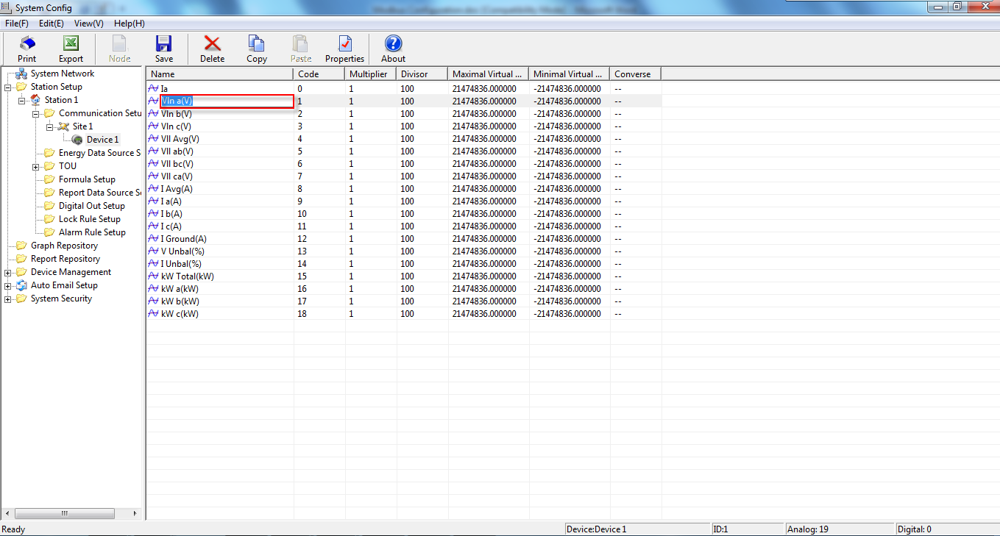 System Config
File(F) Edit(E) View(V) Help(H)
Print Export Node Save Delete Copy Paste Properties About
System Network
Station Setup
Station 1
Communication Setu
Site 1
Device 1
Energy Data Source S
TOU
Formula Setup
Report Data Source Se
Digital Out Setup
Lock Rule Setup
Alarm Rule Setup
Graph Repository
Report Repository
Device Management
Auto Email Setup
System Security
Name Code Multiplier Divisor Maximal Virtual ... Minimal Virtual ... Converse
Ia 0 1 100 21474836.000000 -21474836.000000 --
Vln a(V) 1 1 100 21474836.000000 -21474836.000000 --
Vln b(V) 2 1 100 21474836.000000 -21474836.000000 --
Vln c(V) 3 1 100 21474836.000000 -21474836.000000 --
Vll Avg(V) 4 1 100 21474836.000000 -21474836.000000 --
Vll ab(V) 5 1 100 21474836.000000 -21474836.000000 --
Vll bc(V) 6 1 100 21474836.000000 -21474836.000000 --
Vll ca(V) 7 1 100 21474836.000000 -21474836.000000 --
I Avg(A) 8 1 100 21474836.000000 -21474836.000000 --
I a(A) 9 1 100 21474836.000000 -21474836.000000 --
I b(A) 10 1 100 21474836.000000 -21474836.000000 --
I c(A) 11 1 100 21474836.000000 -21474836.000000 --
I Ground(A) 12 1 100 21474836.000000 -21474836.000000 --
V Unbal(%) 13 1 100 21474836.000000 -21474836.000000 --
I Unbal(%) 14 1 100 21474836.000000 -21474836.000000 --
kW Total(kW) 15 1 100 21474836.000000 -21474836.000000 --
kW a(kW) 16 1 100 21474836.000000 -21474836.000000 --
kW b(kW) 17 1 100 21474836.000000 -21474836.000000 --
kW c(kW) 18 1 100 21474836.000000 -21474836.000000 --
Ready Device:Device 1 ID:1 Analog: 19 Digital: 0